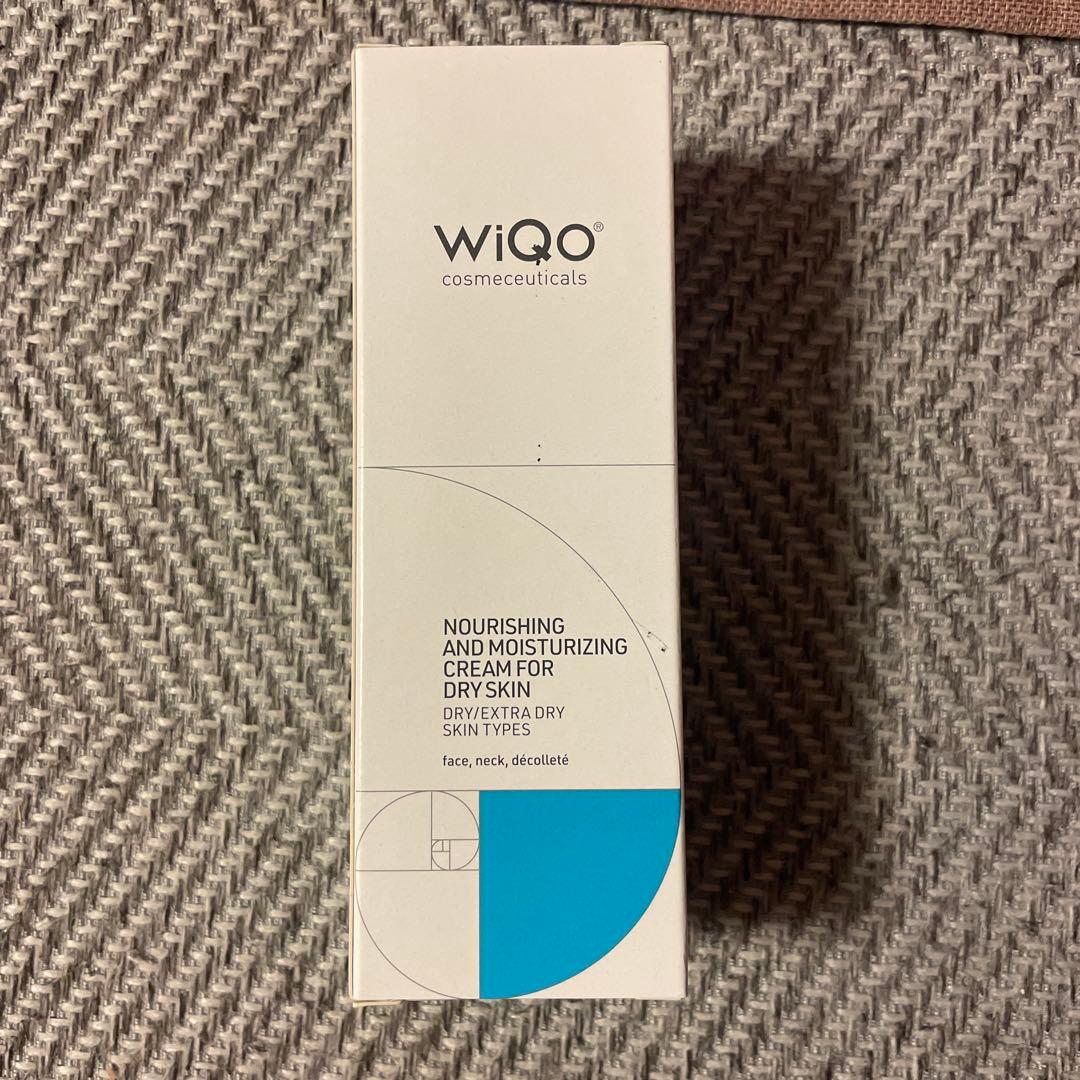 WiQO®
cosmeceuticals
NOURISHING
AND MOISTURIZING
CREAM FOR
DRY SKIN
DRY/EXTRA DRY
SKIN TYPES
face, neck, décolleté